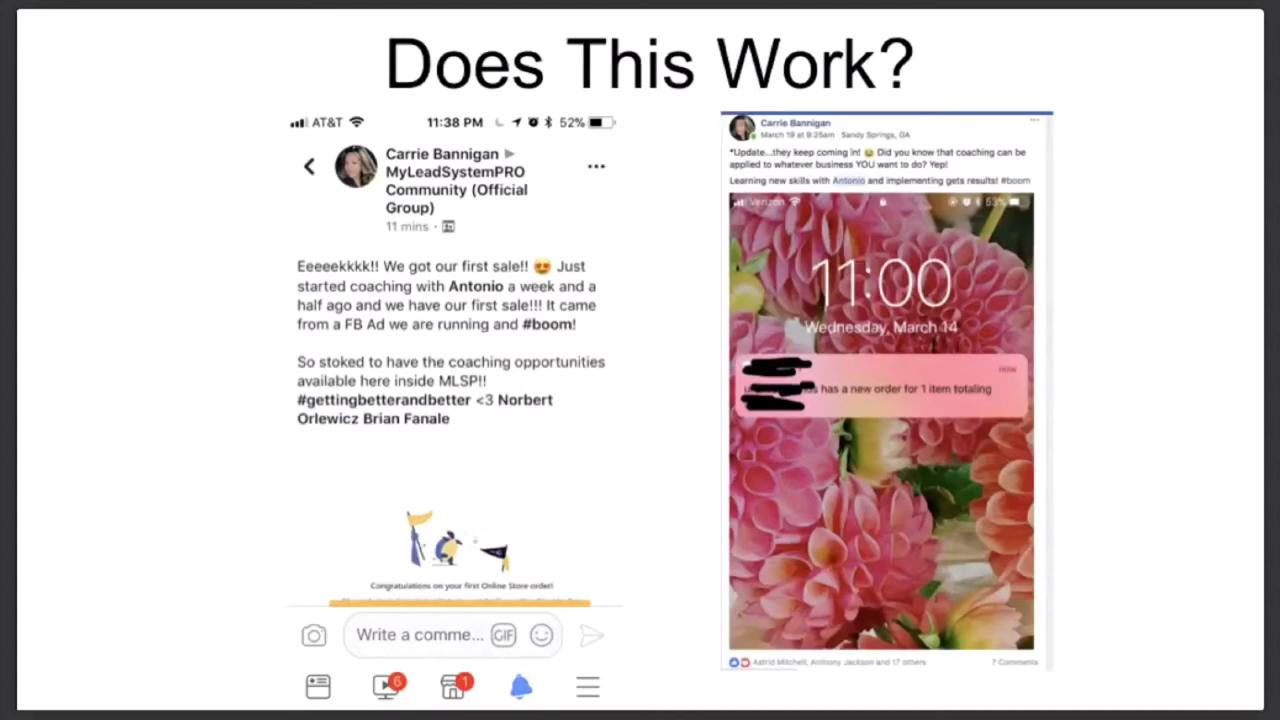 Does This Work?
AT&T 11:38 PM 52%
Carrie Bannigan ▶
MyLeadSystemPRO
Community (Official
Group)
11 mins ·
Eeeeekkkk!! We got our first sale!! 😍 Just
started coaching with Antonio a week and a
half ago and we have our first sale!!! It came
from a FB Ad we are running and #boom!
So stoked to have the coaching opportunities
available here inside MLSP!!
#gettingbetterandbetter <3 Norbert
Orlewicz Brian Fanale
Congratulations on your first Online Store order!
Write a comme... GIF
6 1
Carrie Bannigan
March 19 at 9:25am · Sandy Springs, GA
*Update...they keep coming in! 😂 Did you know that coaching can be
applied to whatever business YOU want to do? Yep!
Learning new skills with Antonio and implementing gets results! #boom
Verizon 53%
11:00
Wednesday, March 14
now
has a new order for 1 item totaling
Astrid Mitchell, Anthony Jackson and 17 others 7 Comments